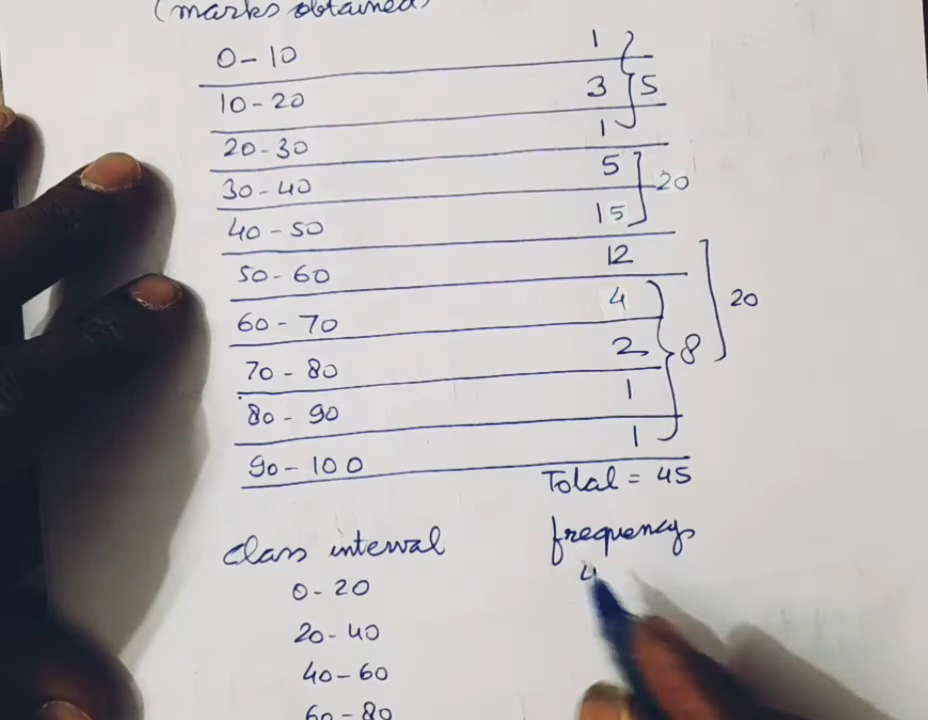 (marks obtained)
0-10 1
10-20 3 5
20-30 1
30-40 5 20
40-50 15
50-60 12
60-70 4 20
70-80 2 8
80-90 1
90-100 1
Total = 45
class interval frequency
0-20 4
20-40
40-60
60-80